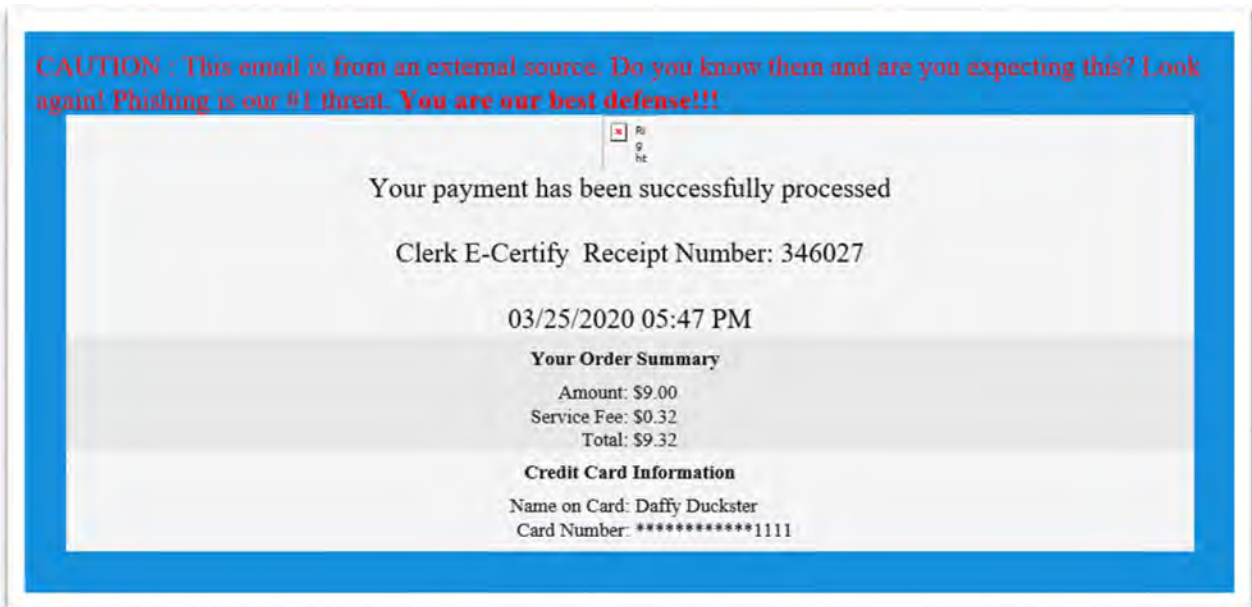 CAUTION : This email is from an external source. Do you know them and are you expecting this? Look
again! Phishing is our #1 threat. You are our best defense!!!
Ri
g
ht
Your payment has been successfully processed
Clerk E-Certify Receipt Number: 346027
03/25/2020 05:47 PM
Your Order Summary
Amount: $9.00
Service Fee: $0.32
Total: $9.32
Credit Card Information
Name on Card: Daffy Duckster
Card Number: ************1111